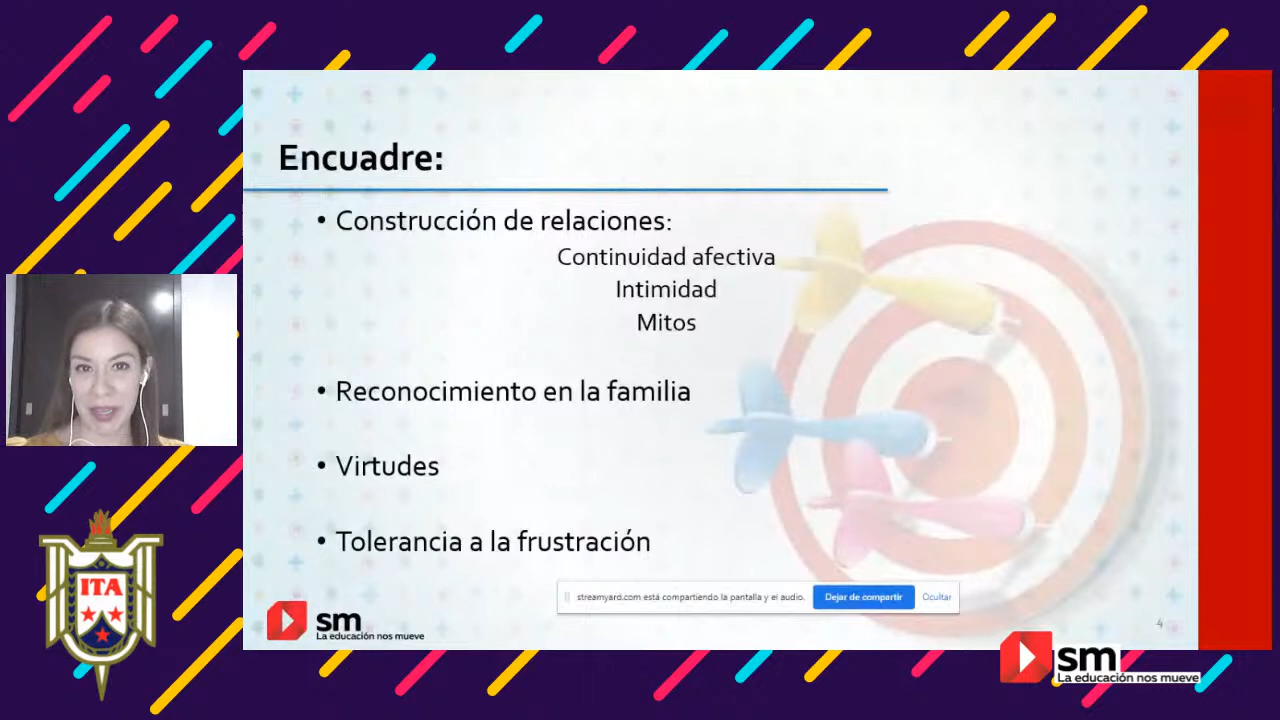 Encuadre:
• Construcción de relaciones:
Continuidad afectiva
Intimidad
Mitos
• Reconocimiento en la familia
• Virtudes
• Tolerancia a la frustración
streamyard.com está compartiendo la pantalla y el audio. Dejar de compartir Ocultar
4
sm
La educación nos mueve
sm
La educación nos mueve
ITA